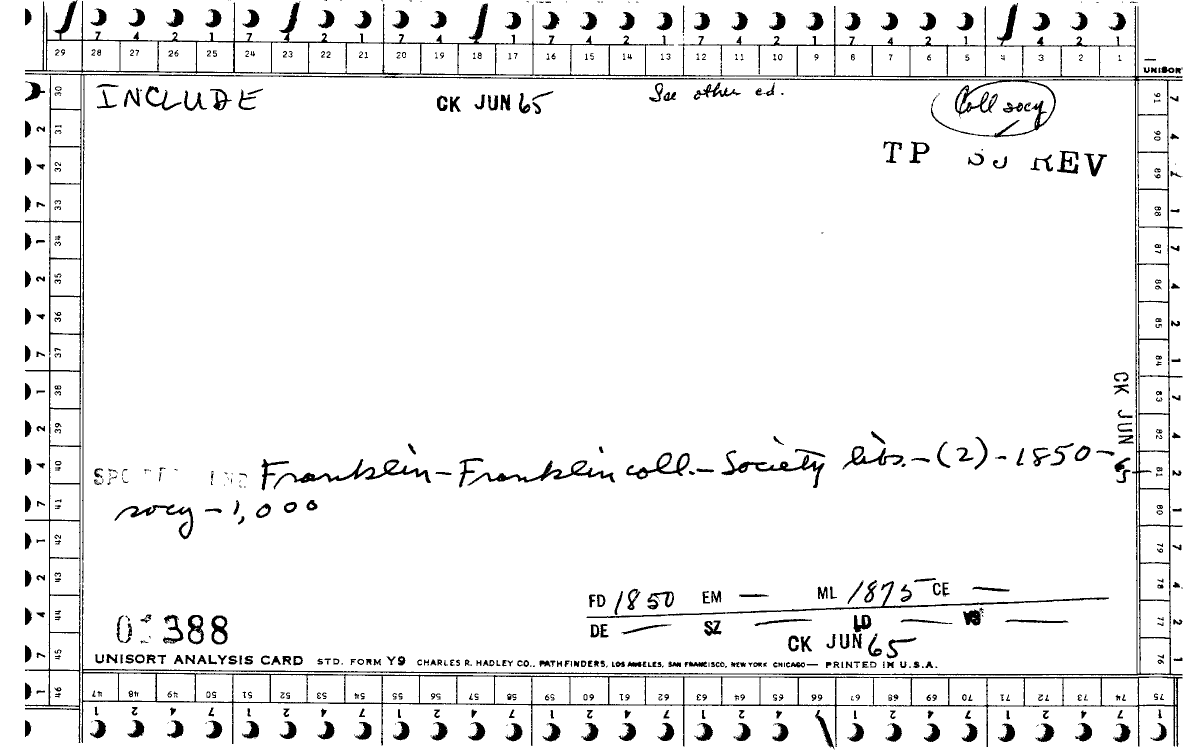 7 4 2 1 7 4 2 1 7 4 2 1 7 4 2 1 7 4 2 1 7 4 2 1 7 4 2 1
29 28 27 26 25 24 23 22 21 20 19 18 17 16 15 14 13 12 11 10 9 8 7 6 5 4 3 2 1
UNISORT
INCLUDE CK JUN 65 See other ed. Coll socy
TP REV
30 31 32 33 34 35 36 37 38 39 40 41 42 43 44 45 46
91 90 89 88 87 86 85 84 83 82 81 80 79 78 77 76 75
CK JUN 65
Franklin - Franklin coll. - Society libs. - (2) - 1850 -
socy - 1,000
FD 1850 EM — ML 1875 CE —
DE — SZ — LD — —
388
CK JUN 65
UNISORT ANALYSIS CARD STD. FORM Y9 CHARLES R. HADLEY CO., PATHFINDERS, LOS ANGELES, SAN FRANCISCO, NEW YORK CHICAGO — PRINTED IN U.S.A.
47 48 49 50 51 52 53 54 55 56 57 58 59 60 61 62 63 64 65 66 67 68 69 70 71 72 73 74
1 2 4 7 1 2 4 7 1 2 4 7 1 2 4 7 1 2 4 7 1 2 4 7 1 2 4 7 1